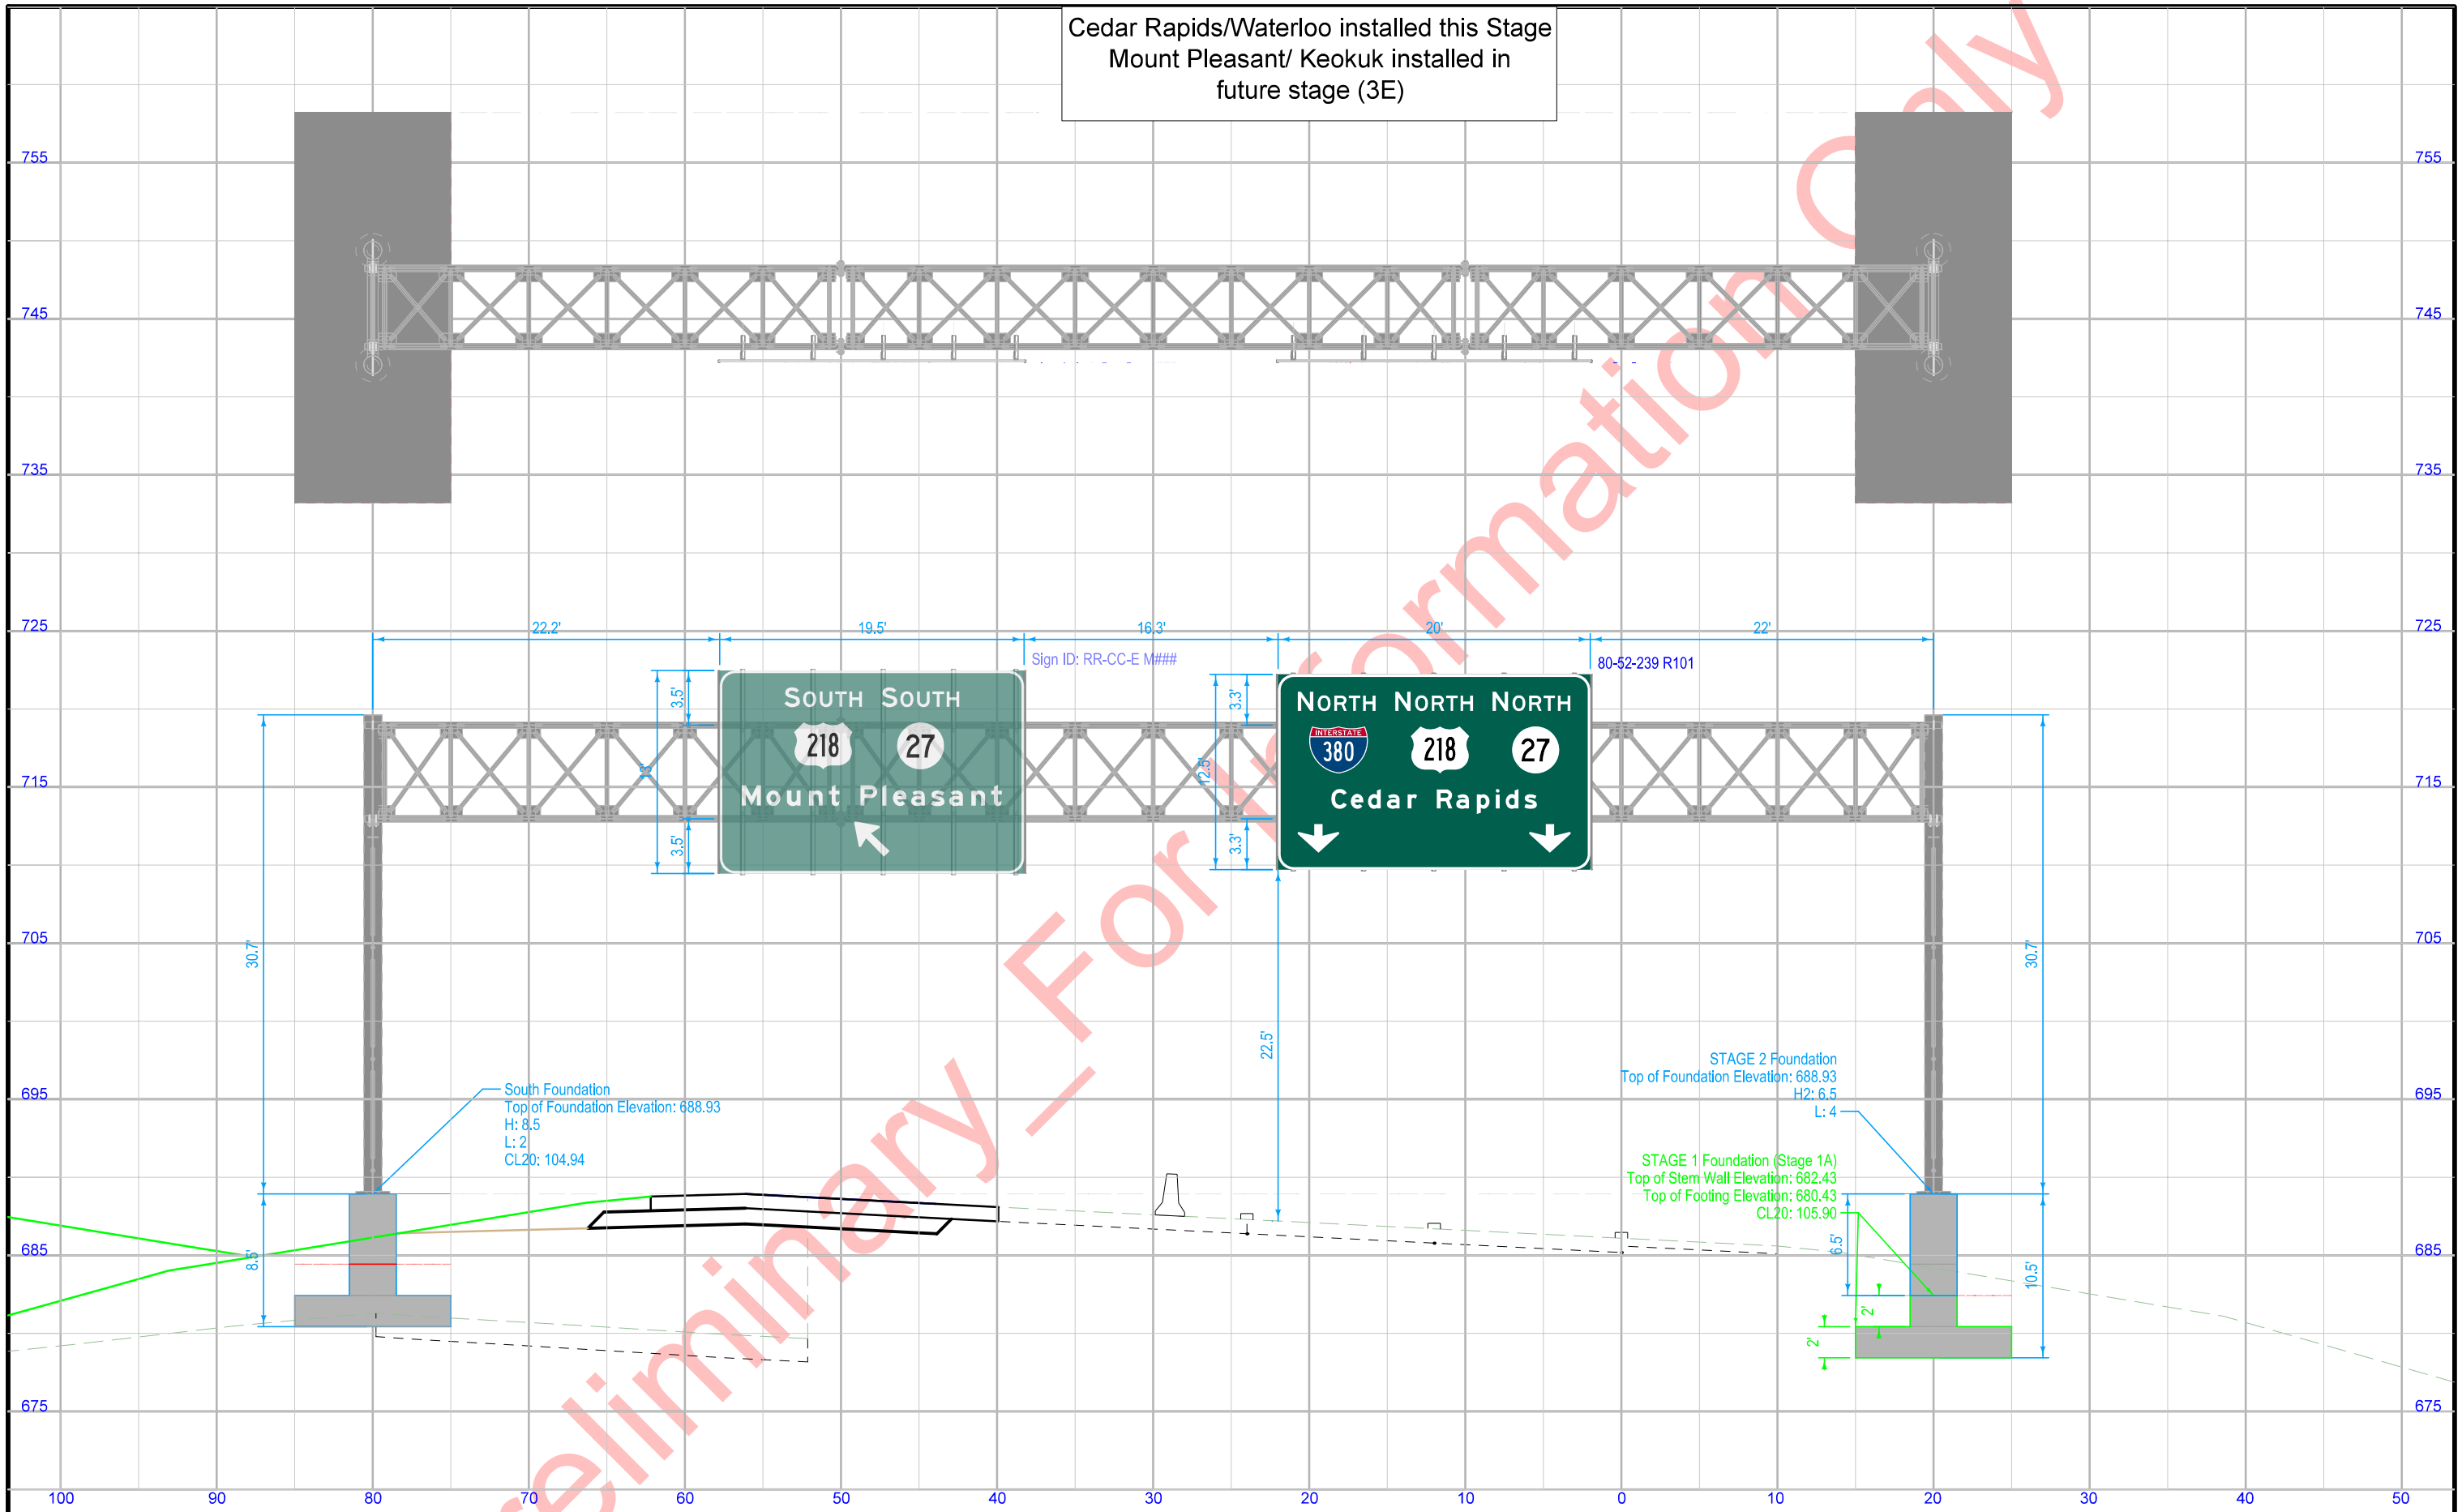 Cedar Rapids/Waterloo installed this Stage
Mount Pleasant/ Keokuk installed in
future stage (3E)
755
755
745
745
735
735
725
725
22.2'
19.5'
16.3'
20'
22'
Sign ID: RR-CC-E M###
80-52-239 R101
3.5'
3.3'
SOUTH SOUTH
218
27
Mount Pleasant
13'
3.5'
NORTH NORTH NORTH
INTERSTATE
380
218
27
Cedar Rapids
12.5'
3.3'
715
715
705
705
30.7'
30.7'
22.5'
695
695
South Foundation
Top of Foundation Elevation: 688.93
H: 8.5
L: 2
CL20: 104.94
STAGE 2 Foundation
Top of Foundation Elevation: 688.93
H2: 6.5
L: 4
STAGE 1 Foundation (Stage 1A)
Top of Stem Wall Elevation: 682.43
Top of Footing Elevation: 680.43
CL20: 105.90
685
685
8.5'
6.5'
10.5'
2'
2'
675
675
100 90 80 70 60 50 40 30 20 10 0 10 20 30 40 50
reliminary_For Information Only